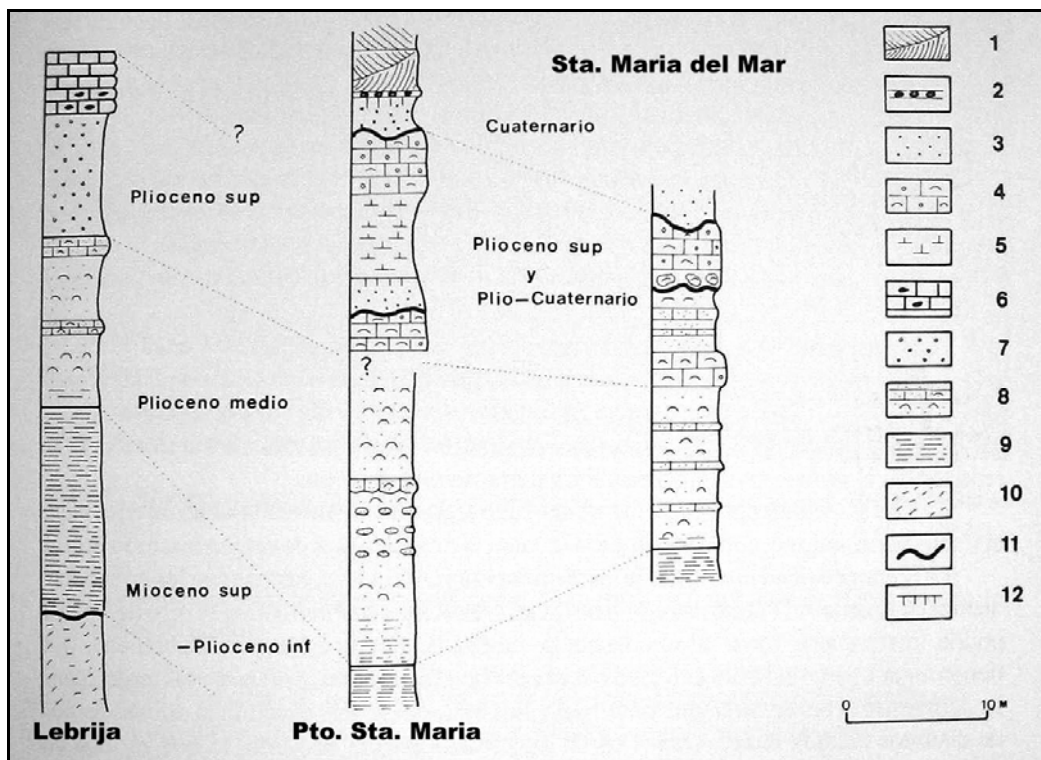 Sta. Maria del Mar
?
Cuaternario
Plioceno sup
Plioceno sup
y
Plio-Cuaternario
?
Plioceno medio
Mioceno sup
-Plioceno inf
Lebrija
Pto. Sta. Maria
1
2
3
4
5
6
7
8
9
10
11
12
0
10 M